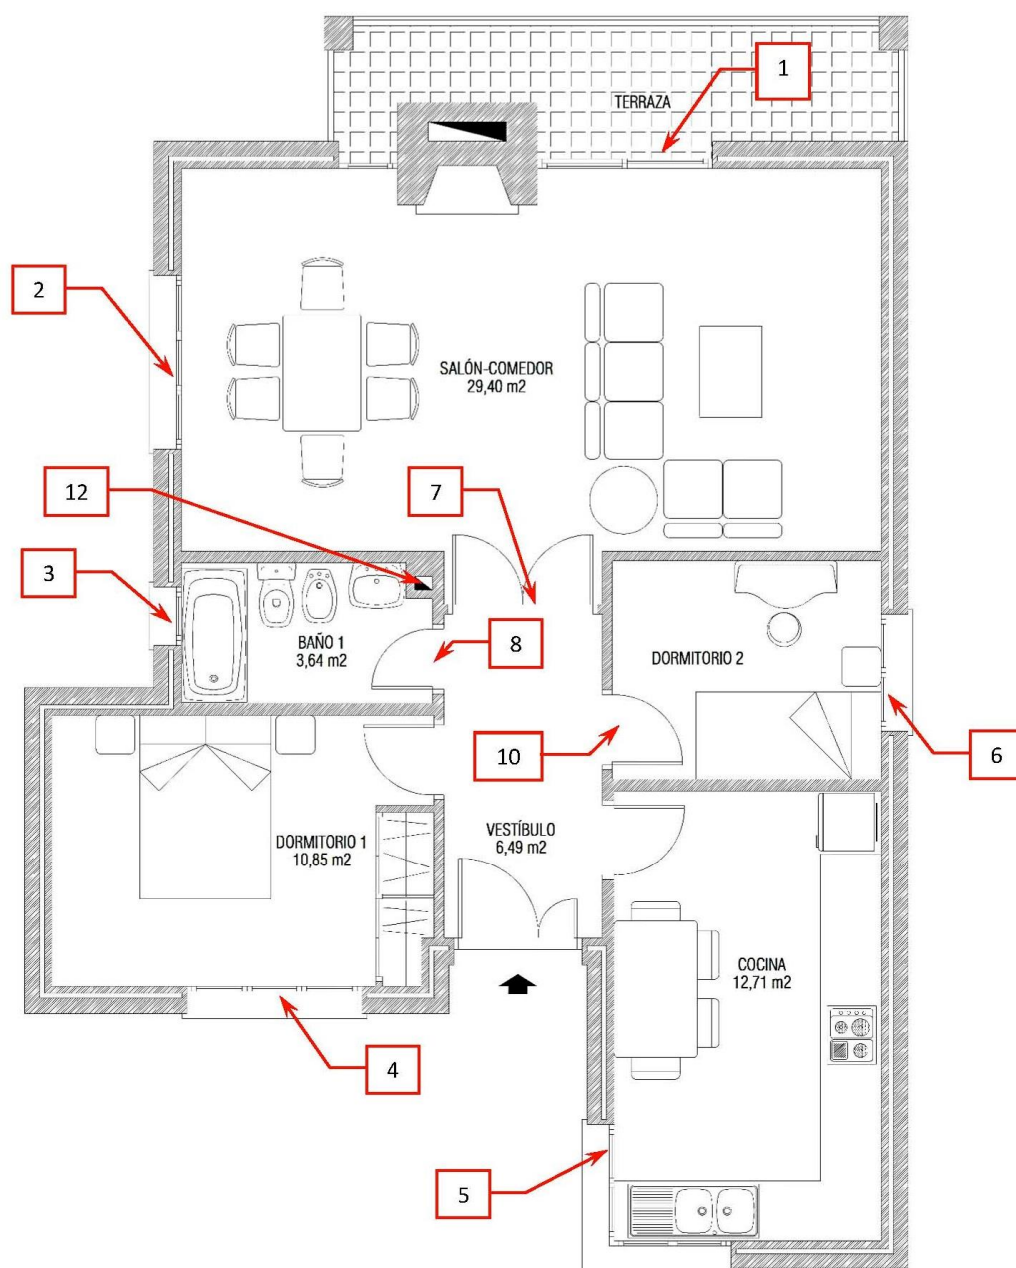 1
TERRAZA
2
SALÓN-COMEDOR
29,40 m2
12
7
3
BAÑO 1
3,64 m2
8
DORMITORIO 2
10
6
VESTÍBULO
6,49 m2
DORMITORIO 1
10,85 m2
COCINA
12,71 m2
4
5